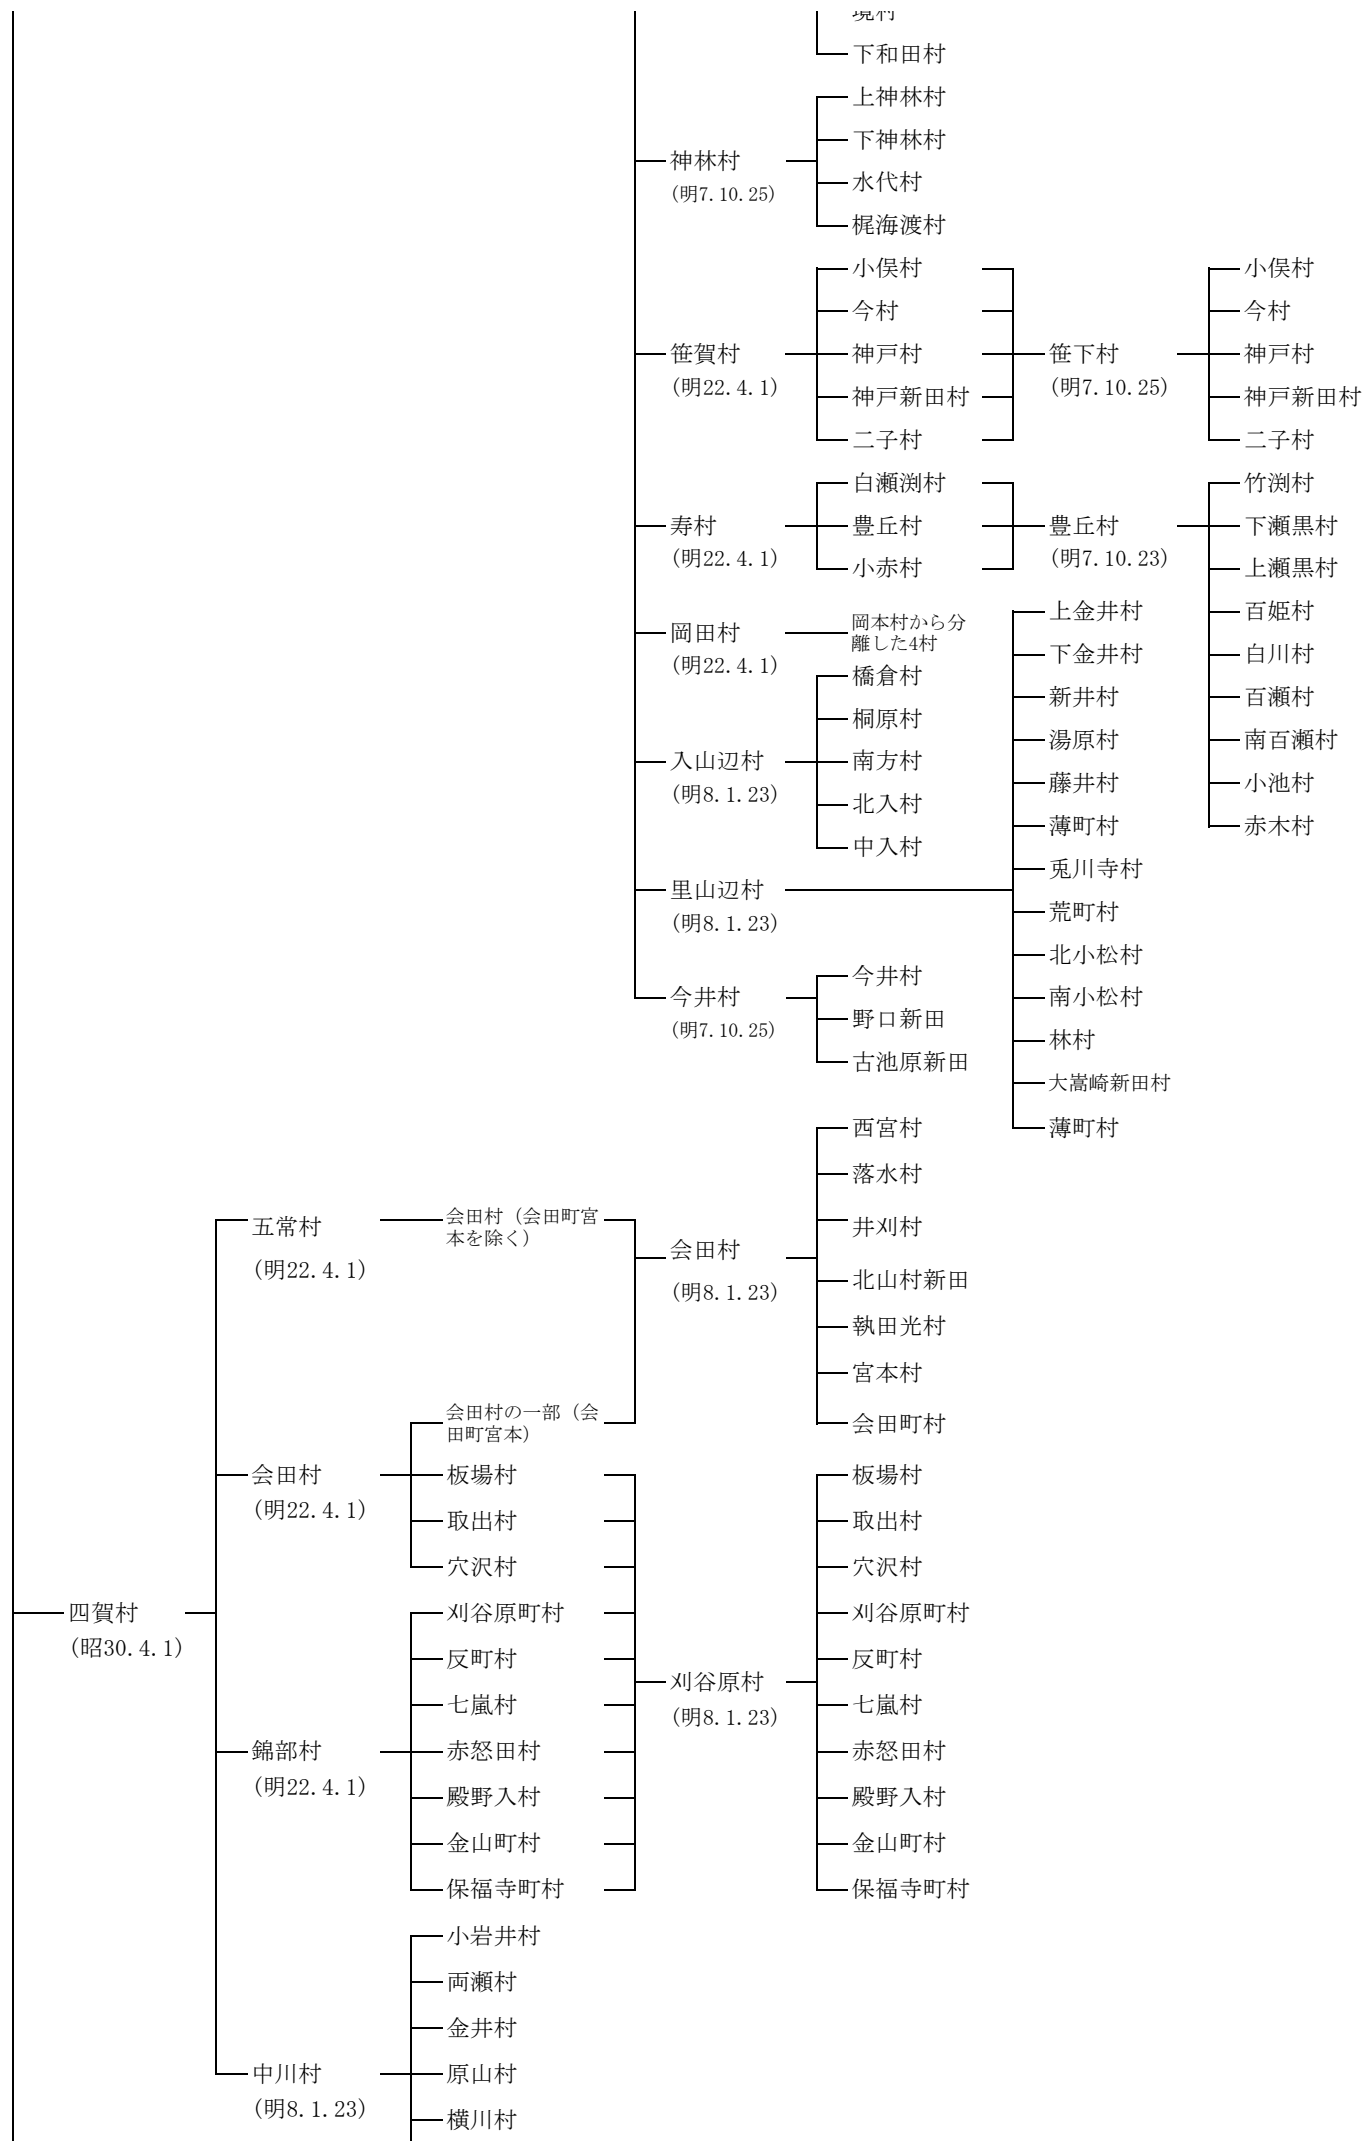 境村
下和田村
上神林村
下神林村
神林村
(明7.10.25)
水代村
梶海渡村
小俣村
小俣村
今村
今村
笹賀村
神戸村
笹下村
神戸村
(明22.4.1)
神戸新田村
(明7.10.25)
神戸新田村
二子村
二子村
白瀬渕村
竹渕村
寿村
豊丘村
豊丘村
下瀬黒村
(明22.4.1)
小赤村
(明7.10.23)
上瀬黒村
岡田村
岡本村から分
離した4村
上金井村
百姫村
(明22.4.1)
橋倉村
下金井村
白川村
桐原村
新井村
百瀬村
入山辺村
南方村
湯原村
南百瀬村
(明8.1.23)
北入村
藤井村
小池村
中入村
薄町村
赤木村
里山辺村
兎川寺村
(明8.1.23)
荒町村
北小松村
今井村
今井村
南小松村
(明7.10.25)
野口新田
林村
古池原新田
大嵩崎新田村
西宮村
薄町村
落水村
五常村
会田村(会田町宮
本を除く)
井刈村
(明22.4.1)
会田村
(明8.1.23)
北山村新田
執田光村
宮本村
会田村の一部(会
田町宮本)
会田町村
会田村
板場村
板場村
(明22.4.1)
取出村
取出村
穴沢村
穴沢村
四賀村
刈谷原町村
刈谷原町村
(昭30.4.1)
反町村
刈谷原村
反町村
七嵐村
(明8.1.23)
七嵐村
錦部村
赤怒田村
赤怒田村
(明22.4.1)
殿野入村
殿野入村
金山町村
金山町村
保福寺町村
保福寺町村
小岩井村
両瀬村
金井村
中川村
原山村
(明8.1.23)
横川村